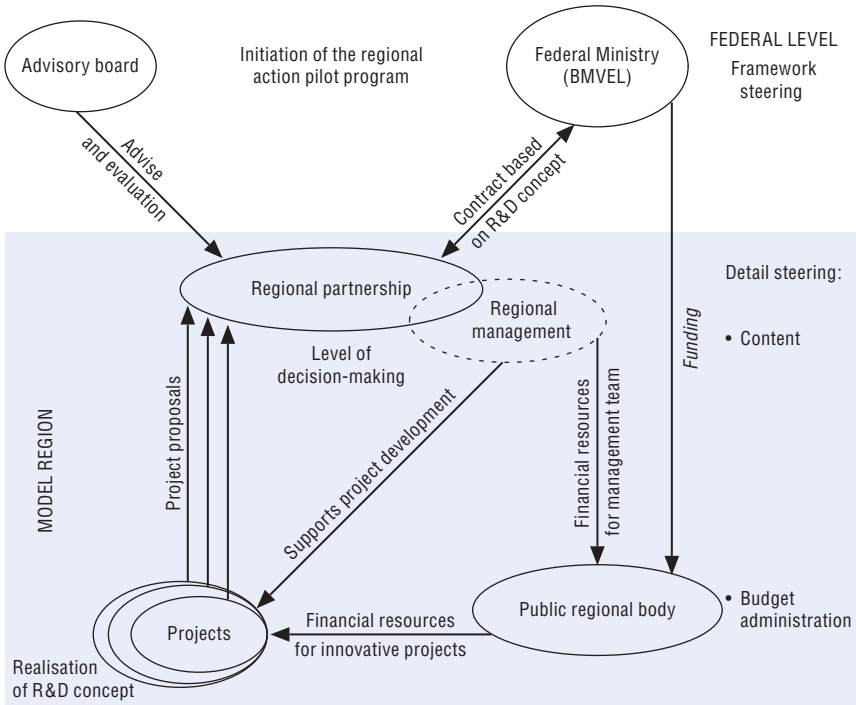 Advisory board
Initiation of the regional
action pilot program
Federal Ministry
(BMVEL)
FEDERAL LEVEL
Framework
steering
Advise
and evaluation
Contract based
on R&D concept
Regional partnership
Regional
management
Level of
decision-making
Detail steering:
• Content
Funding
MODEL REGION
Project proposals
Supports project development
Financial resources
for management team
Projects
Financial resources
for innovative projects
Public regional body
• Budget
administration
Realisation
of R&D concept